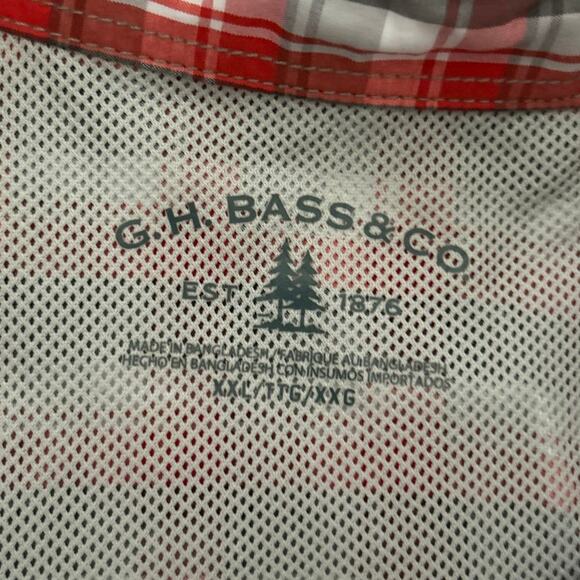 G.H. BASS & CO.
EST. 1876
MADE IN BANGLADESH / FABRIQUE AU BANGLADESH
HECHO EN BANGLADESH CON INSUMOS IMPORTADOS
XXL/TTG/XXG